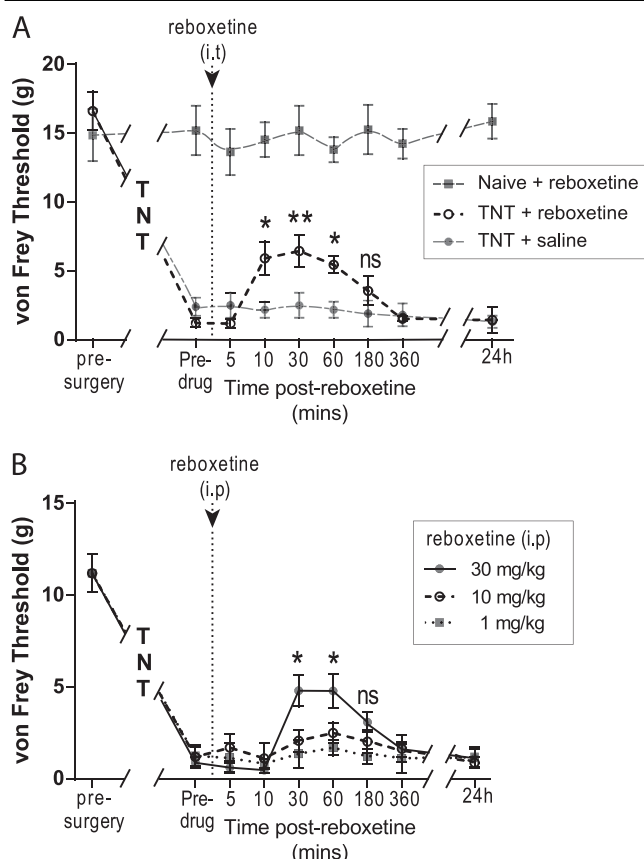 A
reboxetine
(i.t)
von Frey Threshold (g)
20
15
10
5
0
T
N
T
*
**
*
ns
Naive + reboxetine
TNT + reboxetine
TNT + saline
pre-
surgery
Pre-
drug
5
10
30
60
180
360
24h
Time post-reboxetine
(mins)
B
reboxetine
(i.p)
von Frey Threshold (g)
15
10
5
0
T
N
T
*
*
ns
reboxetine (i.p)
30 mg/kg
10 mg/kg
1 mg/kg
pre-
surgery
Pre-
drug
5
10
30
60
180
360
24h
Time post-reboxetine
(mins)